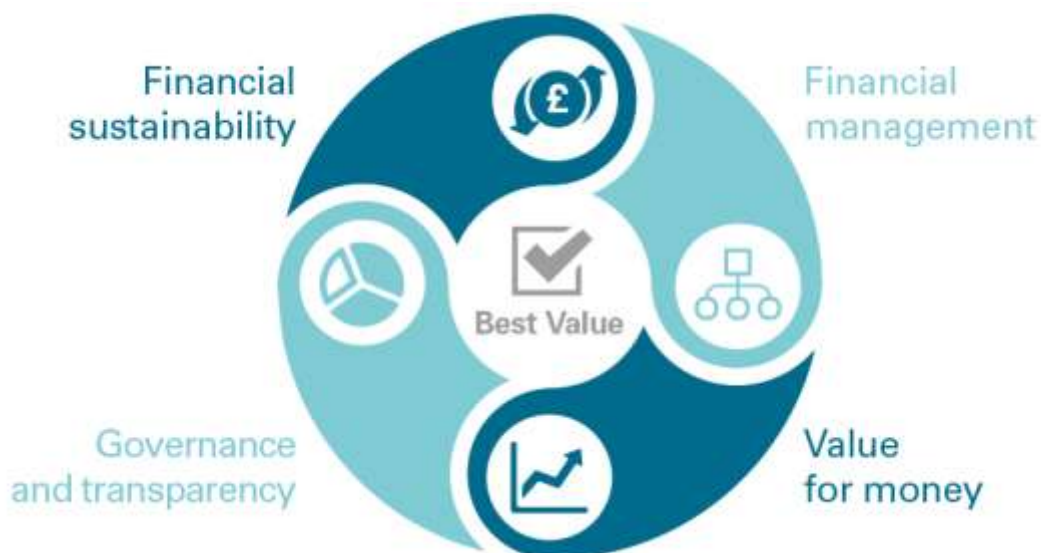 Financial
sustainability
Financial
management
£
Best Value
Governance
and transparency
Value
for money